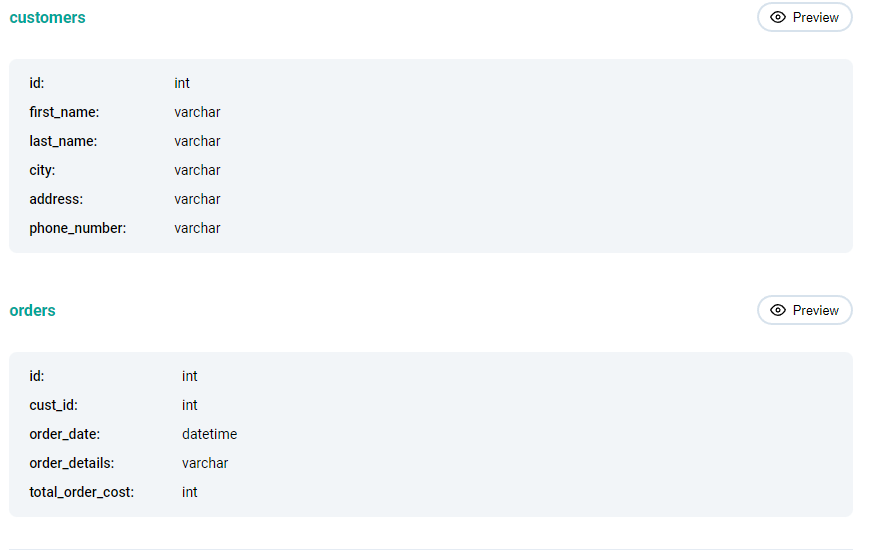 customers
Preview
id: int
first_name: varchar
last_name: varchar
city: varchar
address: varchar
phone_number: varchar
orders
Preview
id: int
cust_id: int
order_date: datetime
order_details: varchar
total_order_cost: int